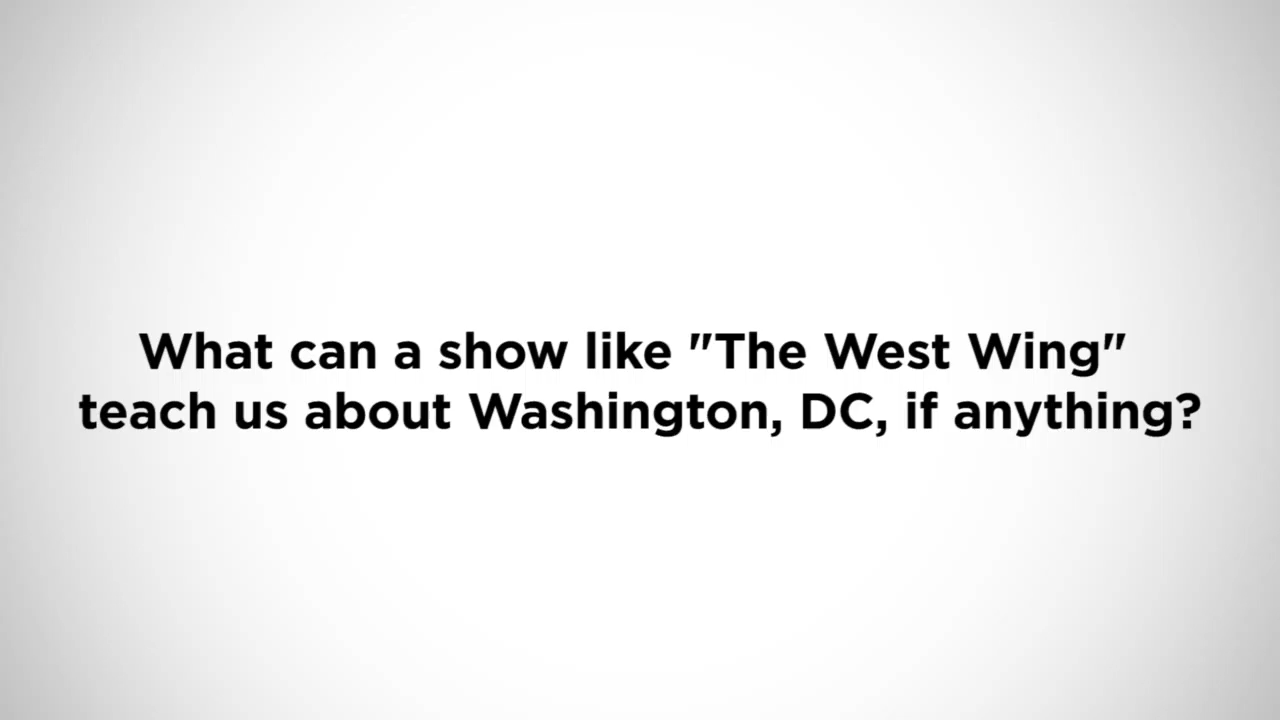 What can a show like "The West Wing"
teach us about Washington, DC, if anything?